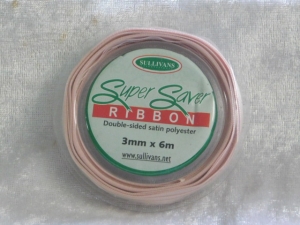 SULLIVANS
Super Saver
RIBBON
Double-sided satin polyester
3mm x 6m
www.sullivans.net